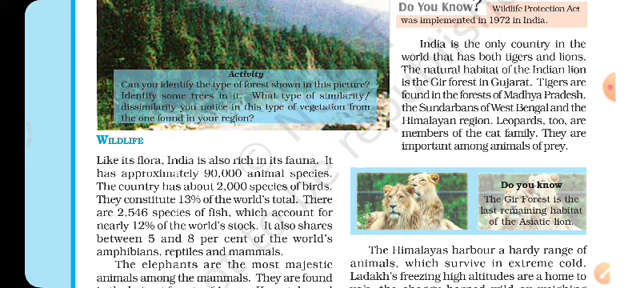 Do You Know? Wildlife Protection Act
was implemented in 1972 in India.
Activity
Can you identify the type of forest shown in this picture?
Identify some trees in it. What type of similarity/
dissimilarity you notice in this type of vegetation from
the one found in your region?
WILDLIFE
Like its flora, India is also rich in its fauna. It
has approximately 90,000 animal species.
The country has about 2,000 species of birds.
They constitute 13% of the world's total. There
are 2,546 species of fish, which account for
nearly 12% of the world's stock. It also shares
between 5 and 8 per cent of the world's
amphibians, reptiles and mammals.
The elephants are the most majestic
animals among the mammals. They are found
India is the only country in the
world that has both tigers and lions.
The natural habitat of the Indian lion
is the Gir forest in Gujarat. Tigers are
found in the forests of Madhya Pradesh,
the Sundarbans of West Bengal and the
Himalayan region. Leopards, too, are
members of the cat family. They are
important among animals of prey.
Do you know
The Gir Forest is the
last remaining habitat
of the Asiatic lion.
The Himalayas harbour a hardy range of
animals, which survive in extreme cold.
Ladakh's freezing high altitudes are a home to